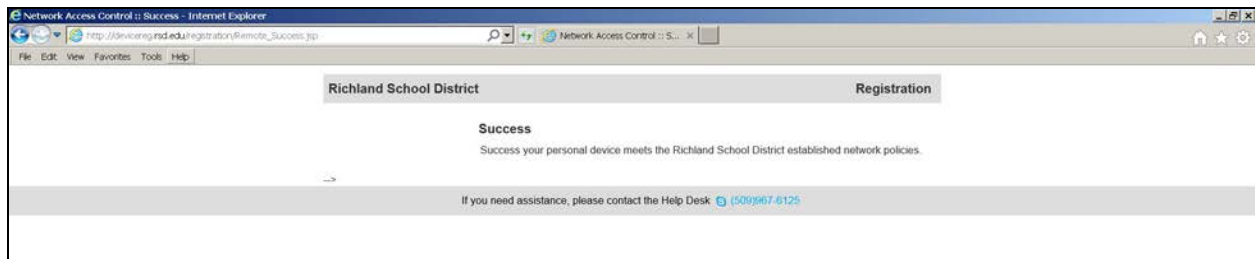 Network Access Control :: Success - Internet Explorer
http://devicereg.rsd.edu/registration/Remote_Success.jsp
Network Access Control :: S...
File Edit View Favorites Tools Help
Richland School District Registration
Success
Success your personal device meets the Richland School District established network policies.
-->
If you need assistance, please contact the Help Desk (509)967-6125